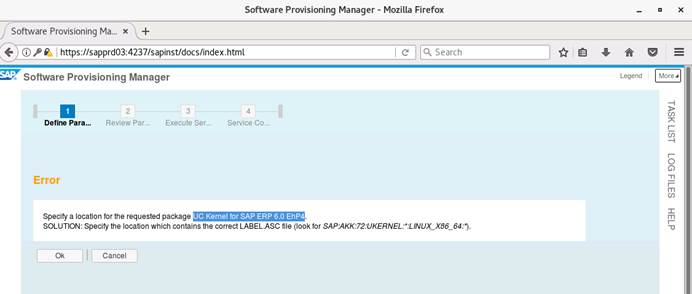 Software Provisioning Manager - Mozilla Firefox
Software Provisioning Ma...
https://sapprd03:4237/sapinst/docs/index.html
Search
SAP
Software Provisioning Manager
Legend
More
1
2
3
4
Define Para...
Review Par...
Execute Ser...
Service Co...
TASK LIST
LOG FILES
HELP
Error
Specify a location for the requested package UC Kernel for SAP ERP 6.0 EhP4.
SOLUTION: Specify the location which contains the correct LABEL.ASC file (look for SAP:AKK:72:UKERNEL:*:LINUX_X86_64:*).
Ok
Cancel